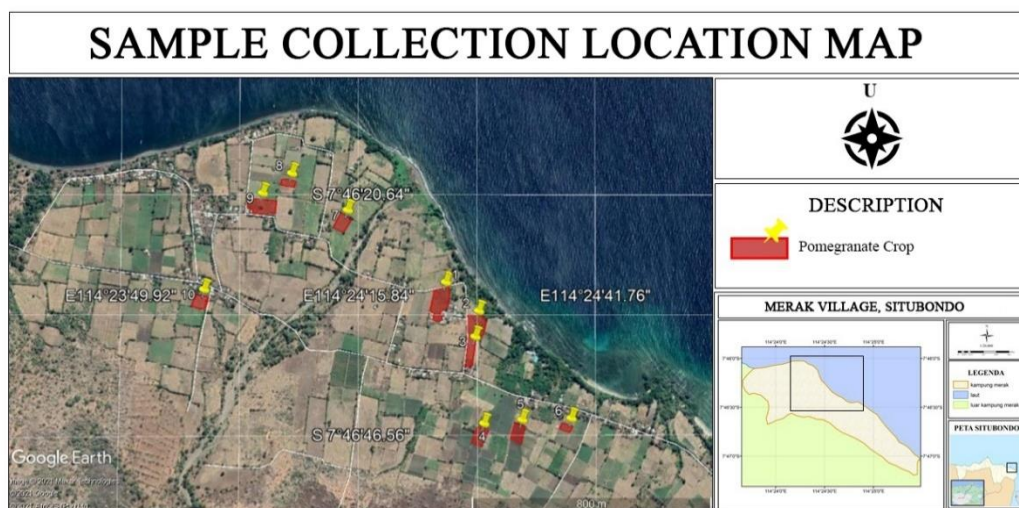 SAMPLE COLLECTION LOCATION MAP
8
S 7°46'20.64"
9
7
10
E114°23'49.92"
E114°24'15.84"
E114°24'41.76"
2
3
5
6
4
S 7°46'46.56"
Google Earth
800 m
U
DESCRIPTION
Pomegranate Crop
MERAK VILLAGE, SITUBONDO
LEGENDA
kampung merak
laut
luar kampung merak
PETA SITUBONDO